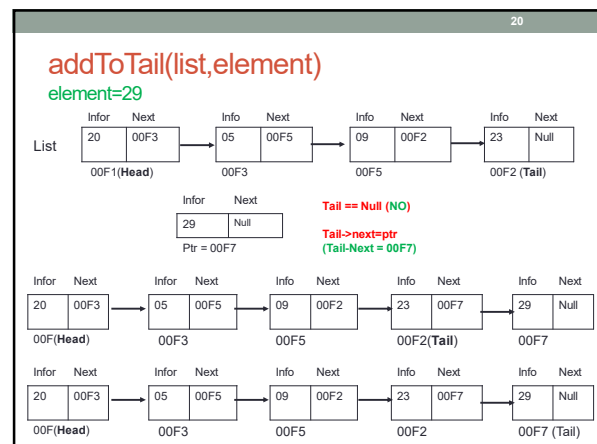 20
addToTail(list,element)
element=29
Infor Next Infor Next Info Next Info Next
List 20 00F3 05 00F5 09 00F2 23 Null
00F1(Head) 00F3 00F5 00F2 (Tail)
Infor Next
29 Null
Ptr = 00F7
Tail == Null (NO)
Tail->next=ptr
(Tail-Next = 00F7)
Infor Next Infor Next Info Next Info Next Info Next
20 00F3 05 00F5 09 00F2 23 00F7 29 Null
00F(Head) 00F3 00F5 00F2(Tail) 00F7
Infor Next Infor Next Info Next Info Next Info Next
20 00F3 05 00F5 09 00F2 23 00F7 29 Null
00F(Head) 00F3 00F5 00F2 00F7 (Tail)